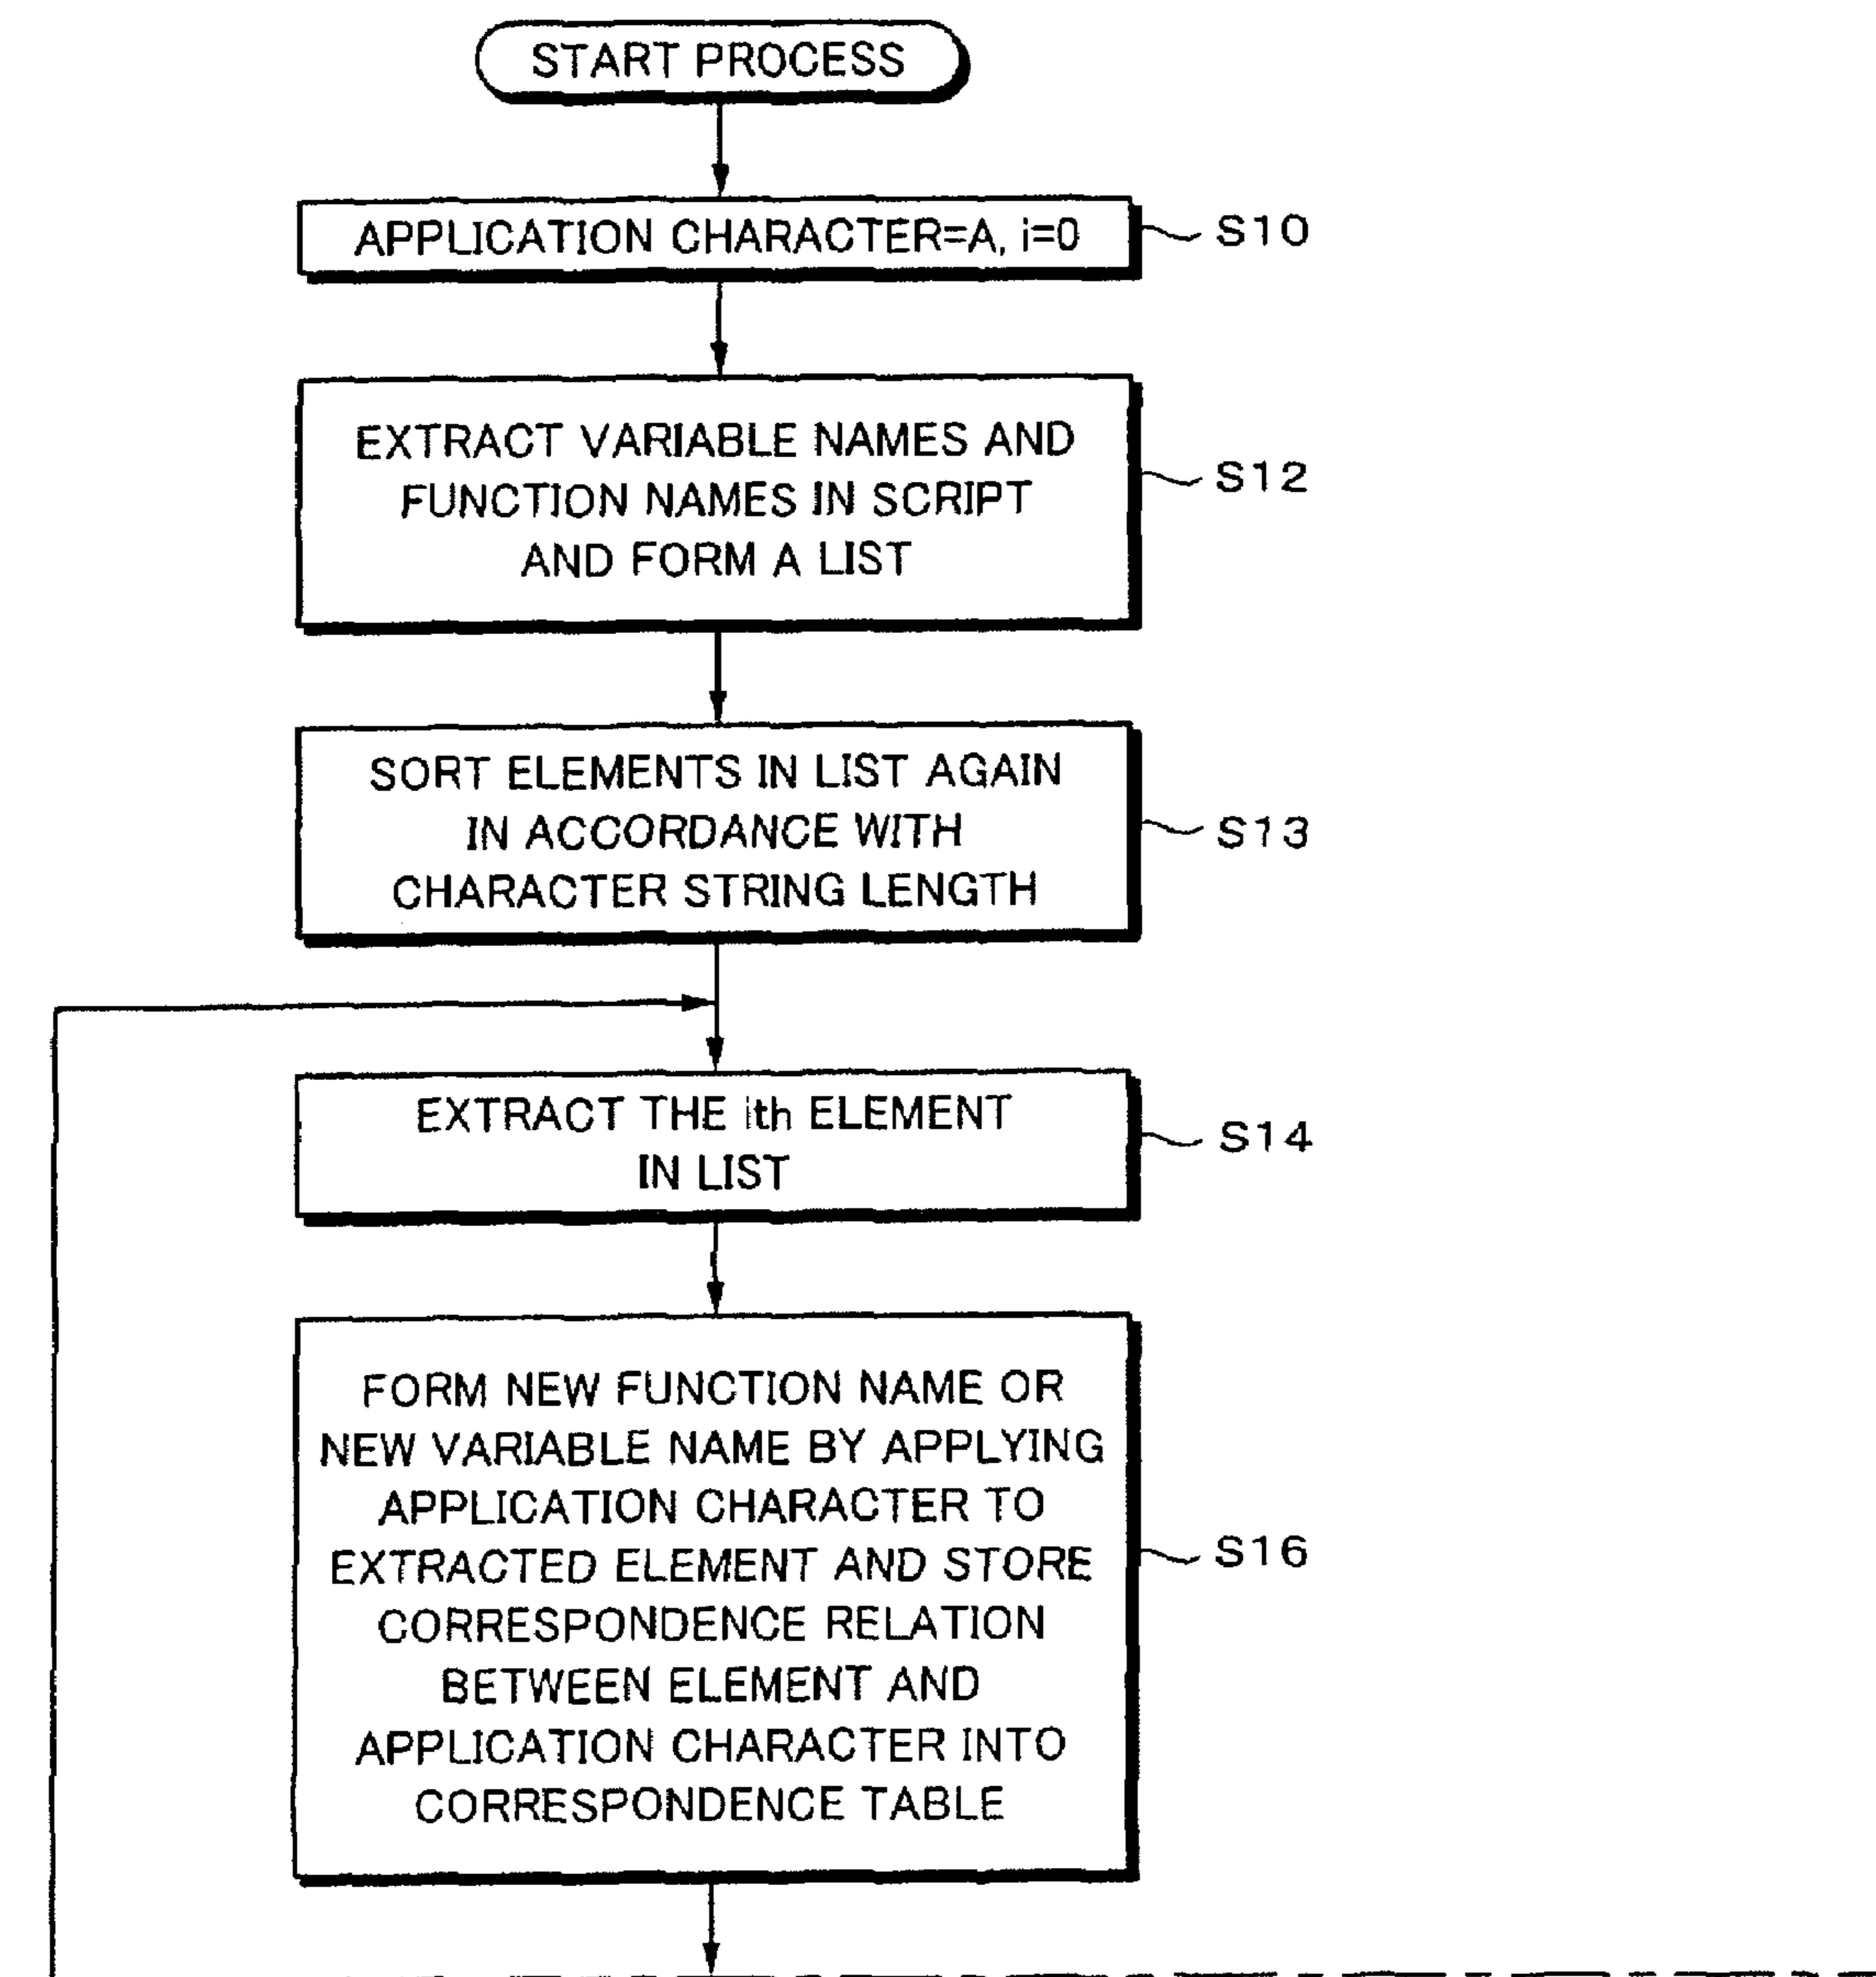 START PROCESS
APPLICATION CHARACTER=A, i=0
S10
EXTRACT VARIABLE NAMES AND
FUNCTION NAMES IN SCRIPT
AND FORM A LIST
S12
SORT ELEMENTS IN LIST AGAIN
IN ACCORDANCE WITH
CHARACTER STRING LENGTH
S13
EXTRACT THE ith ELEMENT
IN LIST
S14
FORM NEW FUNCTION NAME OR
NEW VARIABLE NAME BY APPLYING
APPLICATION CHARACTER TO
EXTRACTED ELEMENT AND STORE
CORRESPONDENCE RELATION
BETWEEN ELEMENT AND
APPLICATION CHARACTER INTO
CORRESPONDENCE TABLE
S16